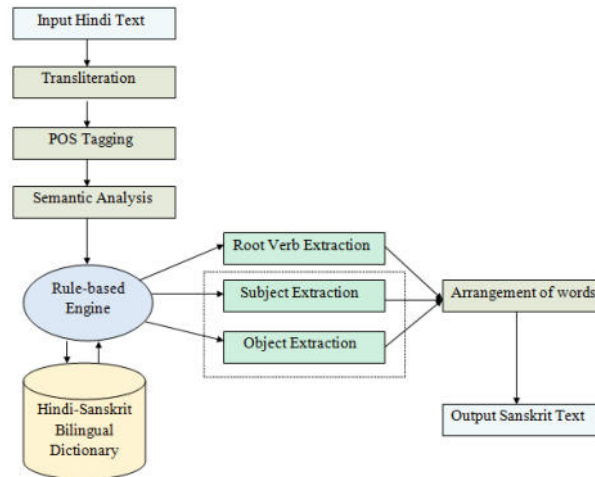 Input Hindi Text
Transliteration
POS Tagging
Semantic Analysis
Rule-based
Engine
Hindi-Sanskrit
Bilingual
Dictionary
Root Verb Extraction
Subject Extraction
Object Extraction
Arrangement of words
Output Sanskrit Text